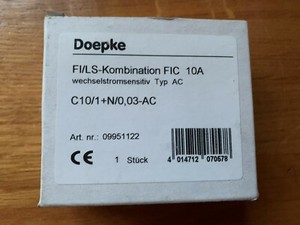 Doepke
FI/LS-Kombination FIC 10A
wechselstromsensitiv Typ AC
C10/1+N/0,03-AC
Art. nr.: 09951122
CE 1 Stück
4 014712 070578